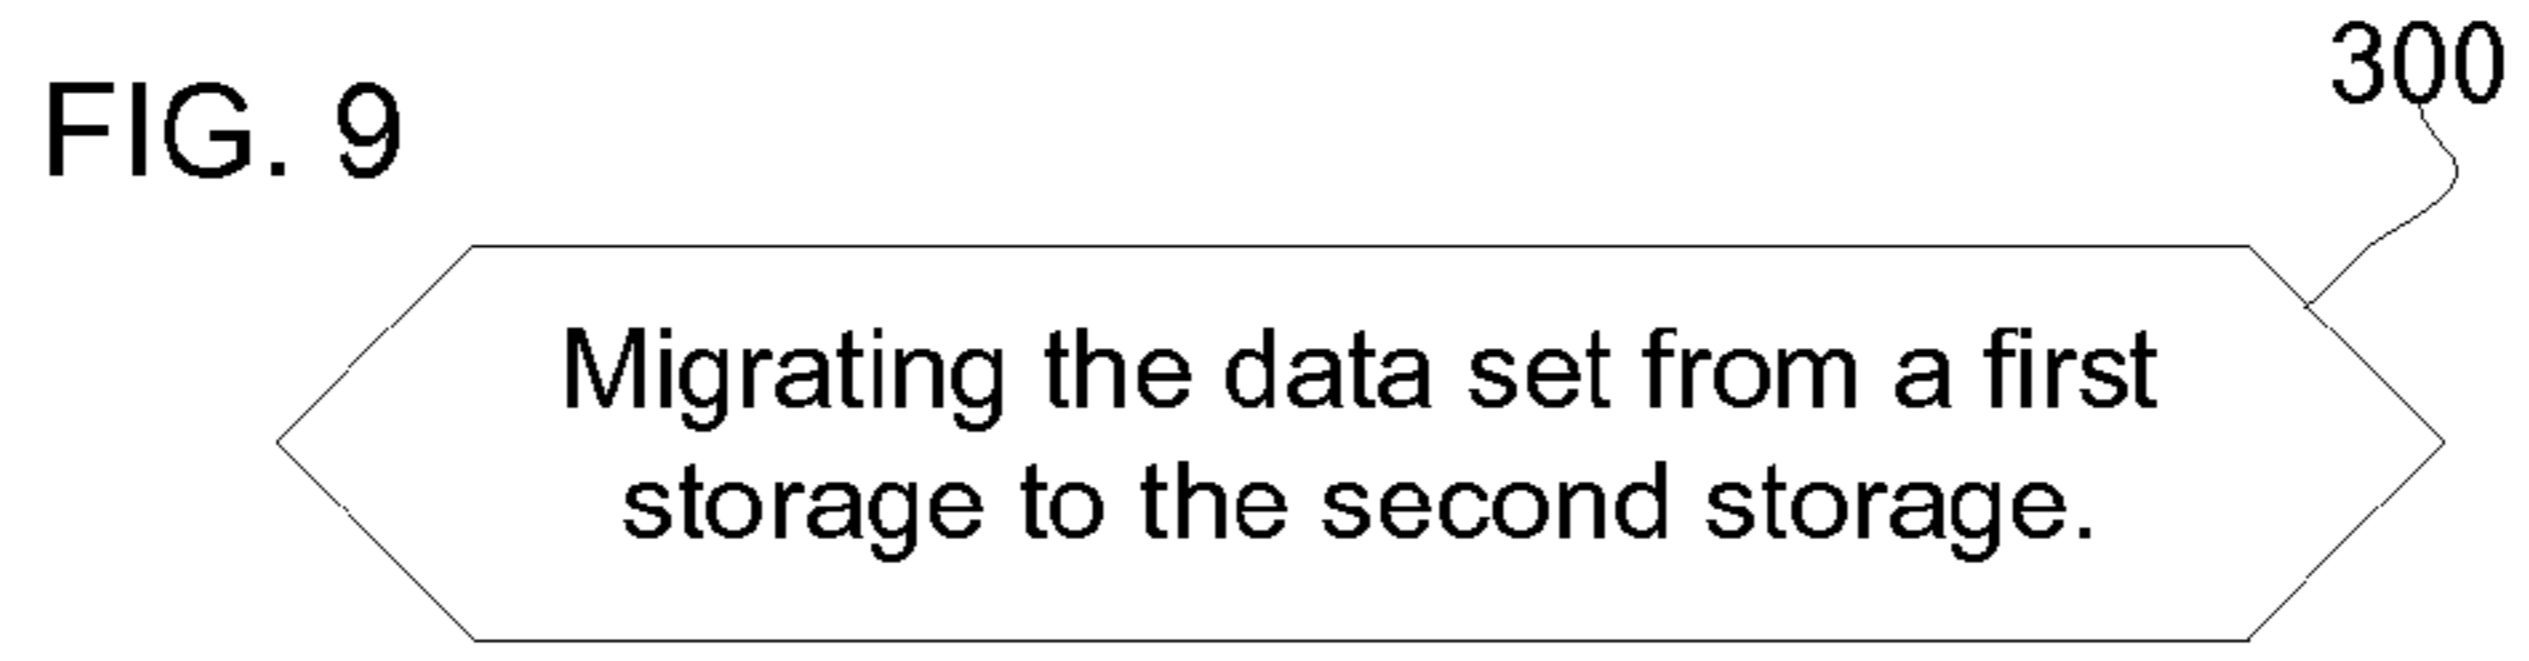 300
FIG. 9
Migrating the data set from a first
storage to the second storage.